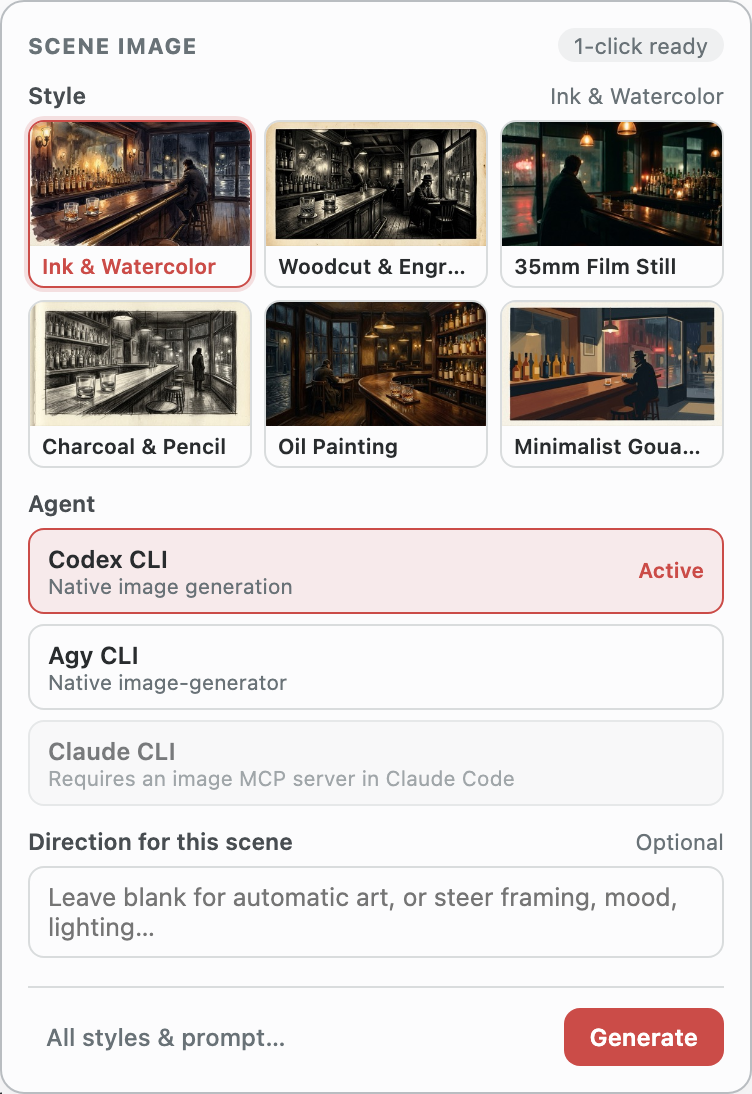 SCENE IMAGE
1-click ready
Style
Ink & Watercolor
Ink & Watercolor
Woodcut & Engr...
35mm Film Still
Charcoal & Pencil
Oil Painting
Minimalist Goua...
Agent
Codex CLI
Native image generation
Active
Agy CLI
Native image-generator
Claude CLI
Requires an image MCP server in Claude Code
Direction for this scene
Optional
Leave blank for automatic art, or steer framing, mood,
lighting...
All styles & prompt...
Generate